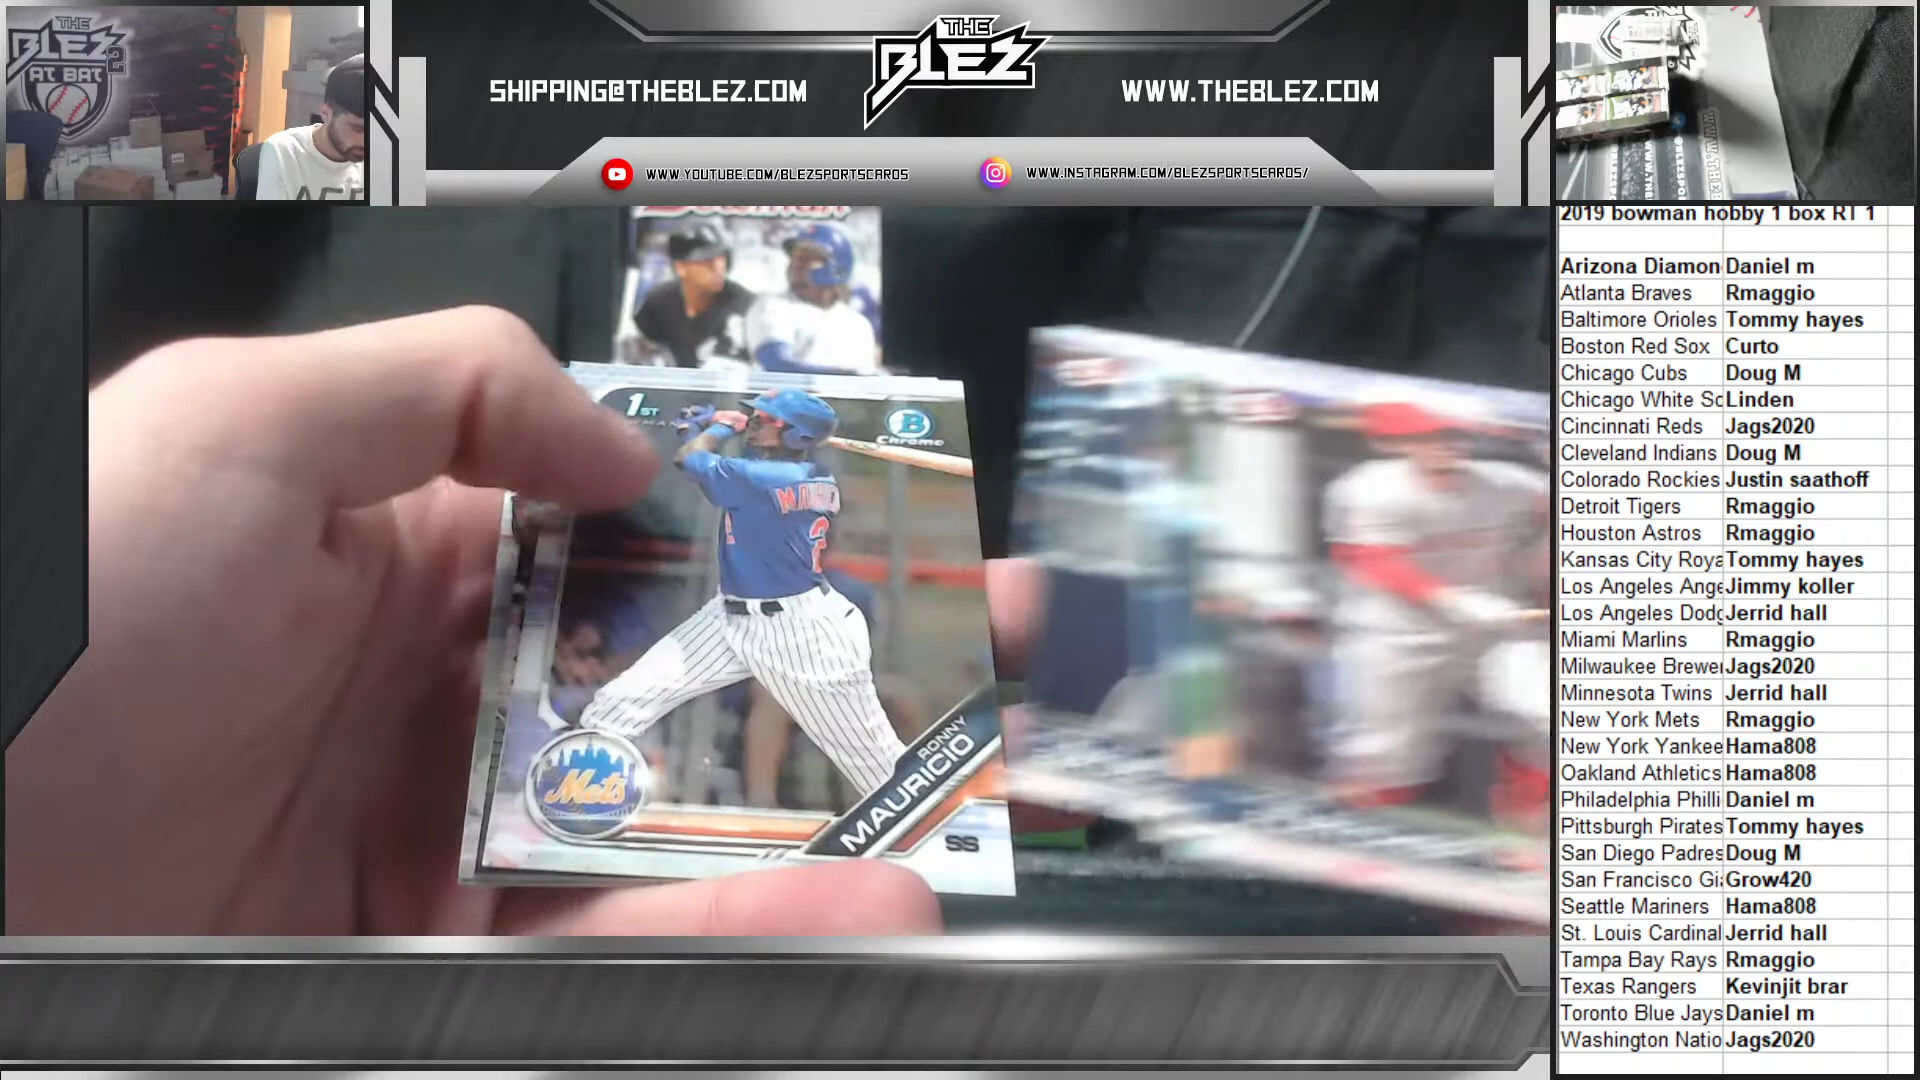 THE
BLEZ 2
AT BAT
SHIPPING@THEBLEZ.COM
THE
BLEZ
WWW.THEBLEZ.COM
WWW.YOUTUBE.COM/BLEZSPORTSCARDS
WWW.INSTAGRAM.COM/BLEZSPORTSCARDS/
1ST
B
Chrome
MAURICIO
2
Mets
RONNY
MAURICIO
SS
2019 bowman hobby 1 box RT 1
Arizona Diamon Daniel m
Atlanta Braves Rmaggio
Baltimore Orioles Tommy hayes
Boston Red Sox Curto
Chicago Cubs Doug M
Chicago White So Linden
Cincinnati Reds Jags2020
Cleveland Indians Doug M
Colorado Rockies Justin saathoff
Detroit Tigers Rmaggio
Houston Astros Rmaggio
Kansas City Roya Tommy hayes
Los Angeles Ange Jimmy koller
Los Angeles Dodg Jerrid hall
Miami Marlins Rmaggio
Milwaukee Brewer Jags2020
Minnesota Twins Jerrid hall
New York Mets Rmaggio
New York Yankee Hama808
Oakland Athletics Hama808
Philadelphia Philli Daniel m
Pittsburgh Pirates Tommy hayes
San Diego Padres Doug M
San Francisco Gia Grow420
Seattle Mariners Hama808
St. Louis Cardinal Jerrid hall
Tampa Bay Rays Rmaggio
Texas Rangers Kevinjit brar
Toronto Blue Jays Daniel m
Washington Natio Jags2020